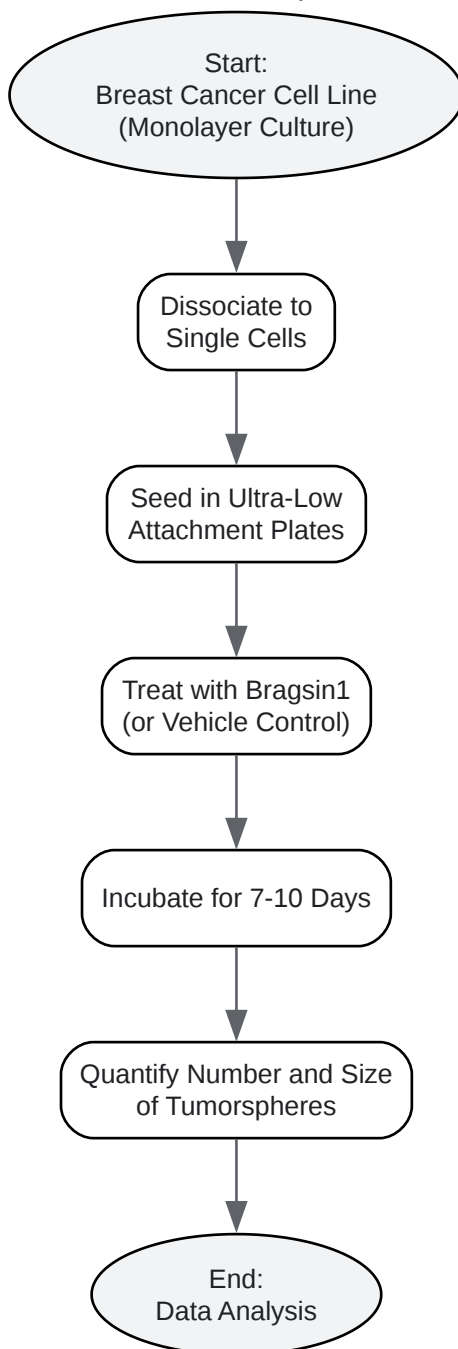 Start:
Breast Cancer Cell Line
(Monolayer Culture)
Dissociate to
Single Cells
Seed in Ultra-Low
Attachment Plates
Treat with Bragsin1
(or Vehicle Control)
Incubate for 7-10 Days
Quantify Number and Size
of Tumorspheres
End:
Data Analysis